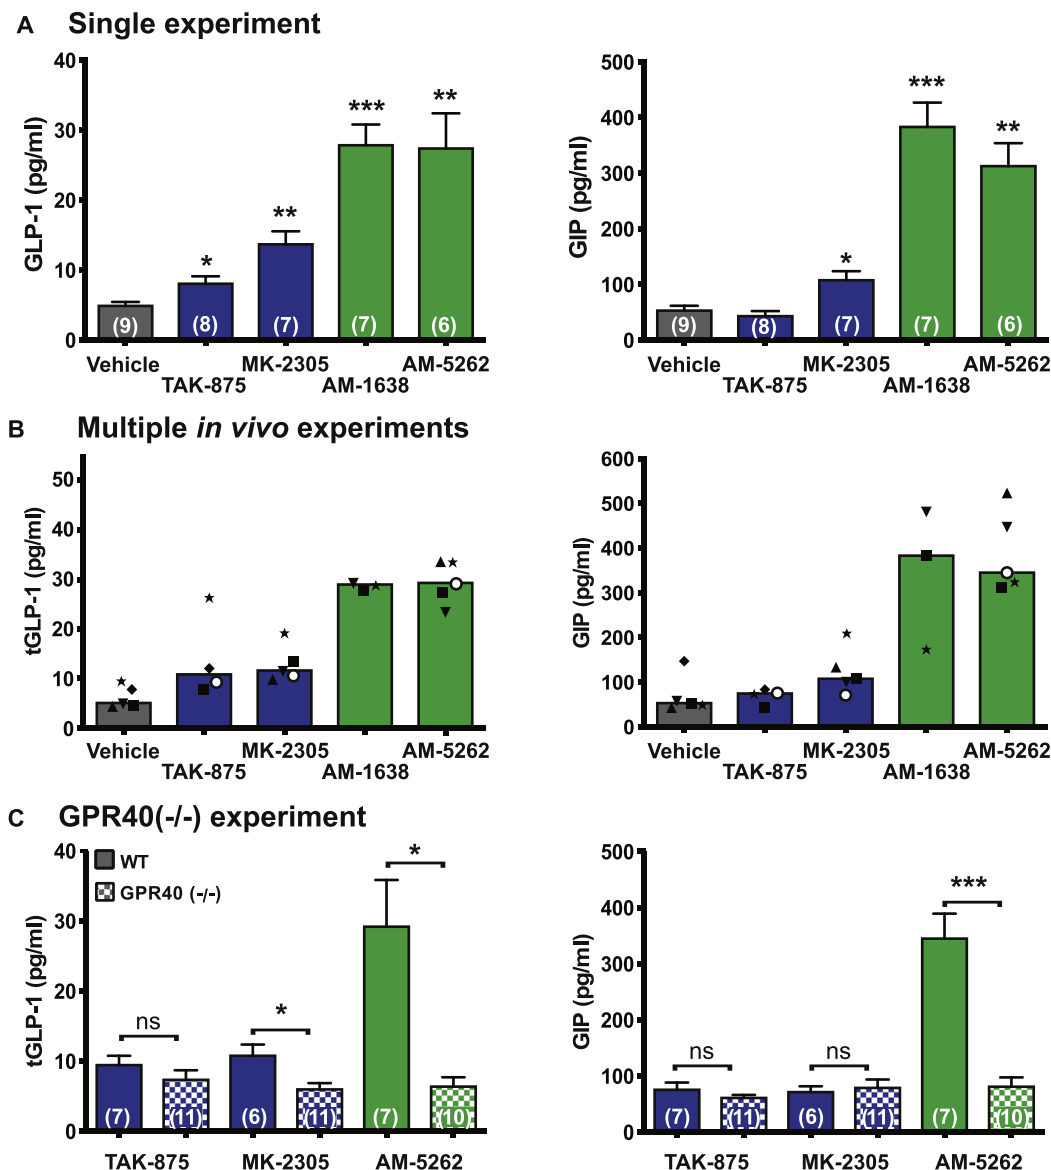 A Single experiment
GLP-1 (pg/ml)
40
30
20
10
0
*
**
***
**
(9)
(8)
(7)
(7)
(6)
Vehicle
MK-2305
AM-5262
TAK-875
AM-1638
GIP (pg/ml)
500
400
300
200
100
0
*
***
**
(9)
(8)
(7)
(7)
(6)
Vehicle
MK-2305
AM-5262
TAK-875
AM-1638
B Multiple in vivo experiments
tGLP-1 (pg/ml)
50
40
30
20
10
0
Vehicle
MK-2305
AM-5262
TAK-875
AM-1638
GIP (pg/ml)
600
500
400
300
200
100
0
Vehicle
MK-2305
AM-5262
TAK-875
AM-1638
C GPR40(-/-) experiment
tGLP-1 (pg/ml)
40
30
20
10
0
WT
GPR40 (-/-)
ns
*
*
(7)
(11)
(6)
(11)
(7)
(10)
TAK-875
MK-2305
AM-5262
GIP (pg/ml)
500
400
300
200
100
0
ns
ns
***
(7)
(11)
(6)
(11)
(7)
(10)
TAK-875
MK-2305
AM-5262